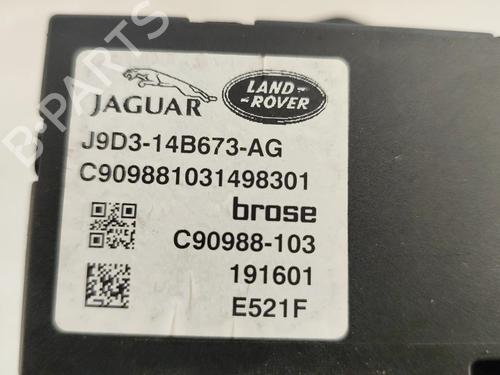 JAGUAR
LAND-
ROVER
J9D3-14B673-AG
C909881031498301
brose
C90988-103
191601
E521F
B-PARTS